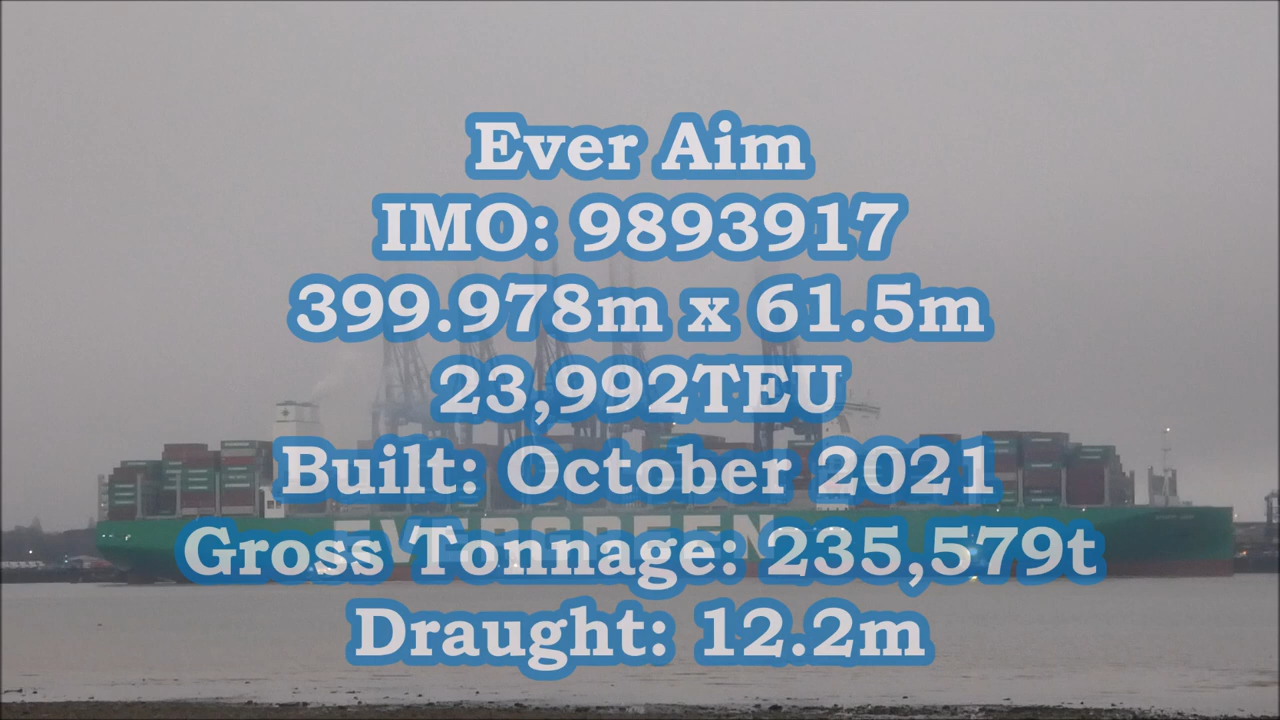 Ever Aim
IMO: 9893917
399.978m x 61.5m
23,992TEU
Built: October 2021
Gross Tonnage: 235,579t
Draught: 12.2m
EVERGREEN